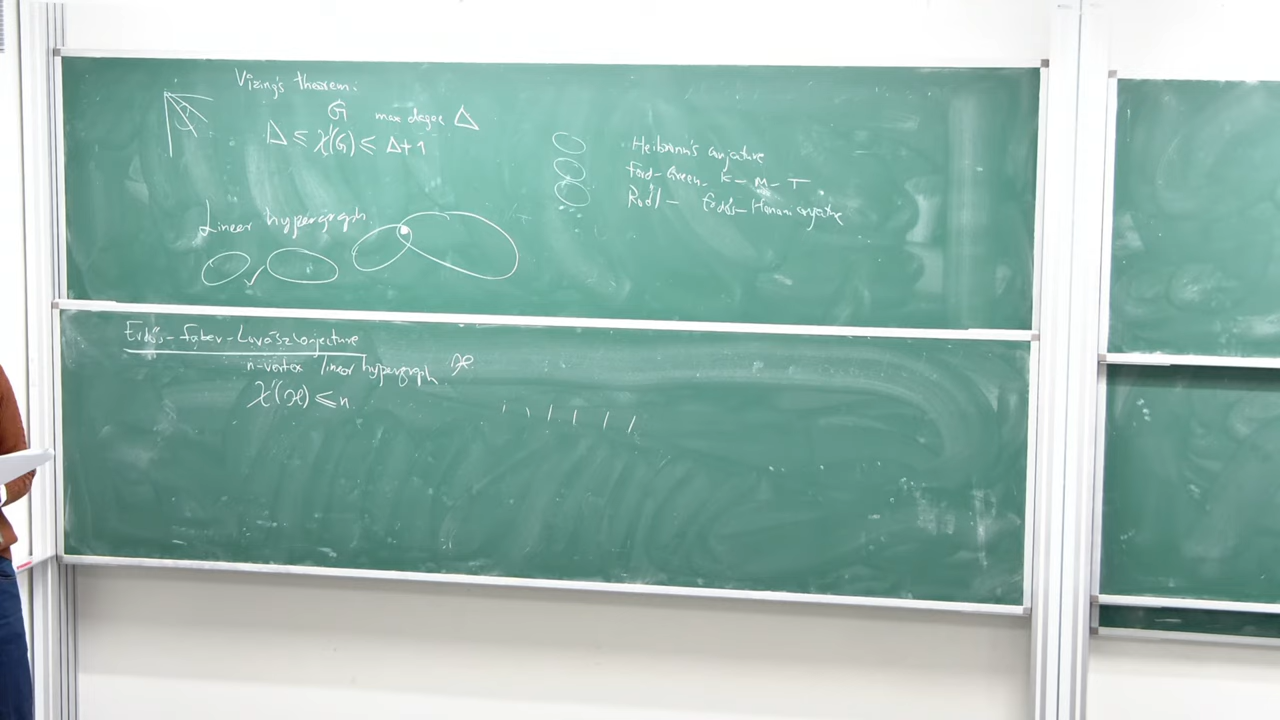 Vizing's theorem:
G max degree Δ
Δ ≤ χ'(G) ≤ Δ+1
Heilbronn's conjecture
Ford-Green-K-M-T
Rödl - Erdős-Hanani conjecture
Linear hypergraph
✓
Erdős-Faber-Lovász conjecture
n-vertex linear hypergraph ℋ
χ'(ℋ) ≤ n